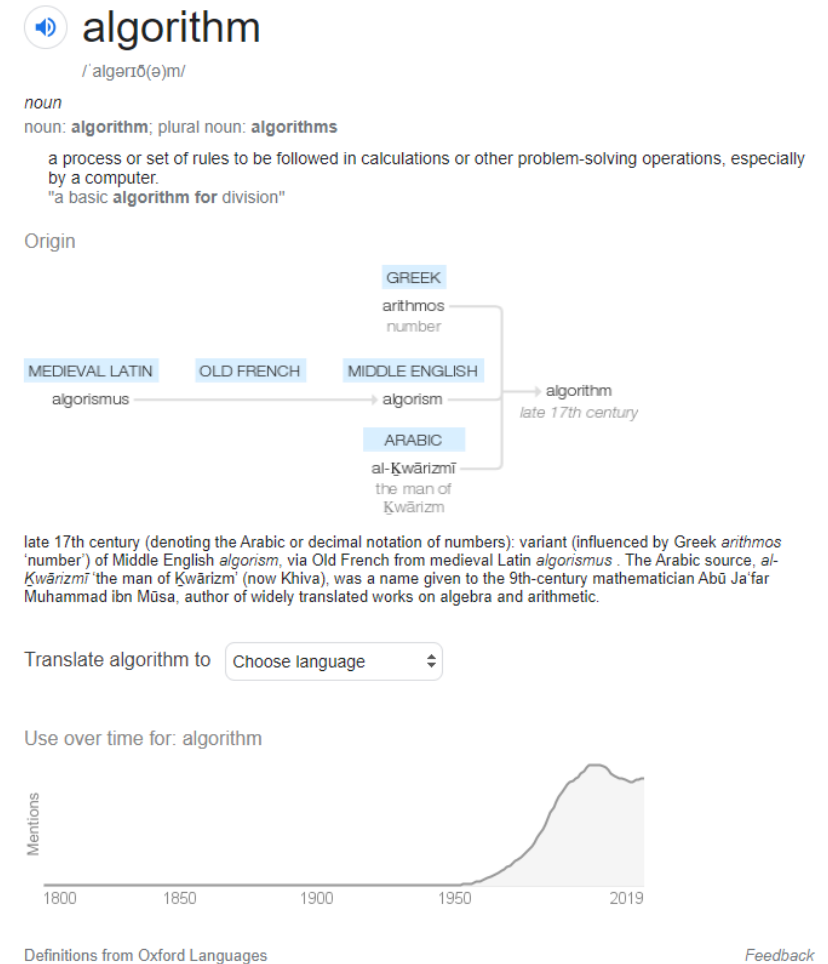 algorithm
/ˈalɡərɪð(ə)m/
noun
noun: algorithm; plural noun: algorithms
a process or set of rules to be followed in calculations or other problem-solving operations, especially
by a computer.
"a basic algorithm for division"
Origin
GREEK
arithmos
number
MEDIEVAL LATIN OLD FRENCH MIDDLE ENGLISH
algorismus algorism algorithm
late 17th century
ARABIC
al-Ḵwārizmī
the man of
Ḵwārizm
late 17th century (denoting the Arabic or decimal notation of numbers): variant (influenced by Greek arithmos
‘number’) of Middle English algorism, via Old French from medieval Latin algorismus . The Arabic source, al-
Ḵwārizmī ‘the man of Ḵwārizm’ (now Khiva), was a name given to the 9th-century mathematician Abū Ja‘far
Muhammad ibn Mūsa, author of widely translated works on algebra and arithmetic.
Translate algorithm to Choose language
Use over time for: algorithm
Mentions
1800 1850 1900 1950 2019
Definitions from Oxford Languages Feedback